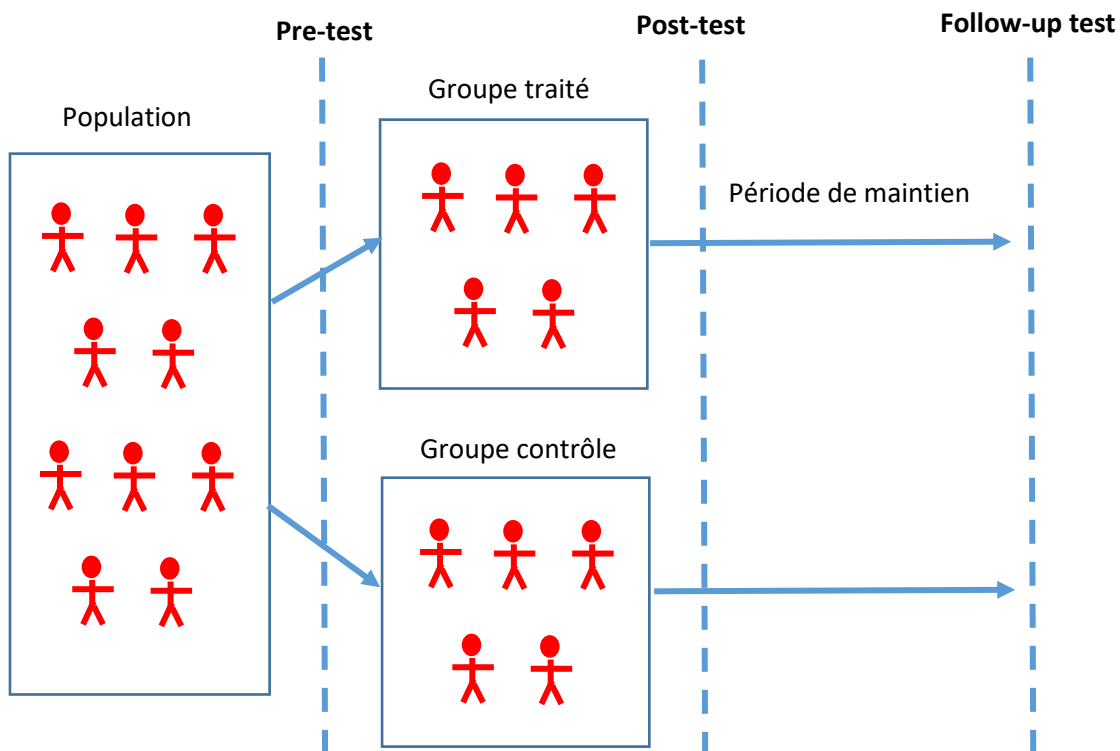 Pre-test
Post-test
Follow-up test
Population
Groupe traité
Période de maintien
Groupe contrôle